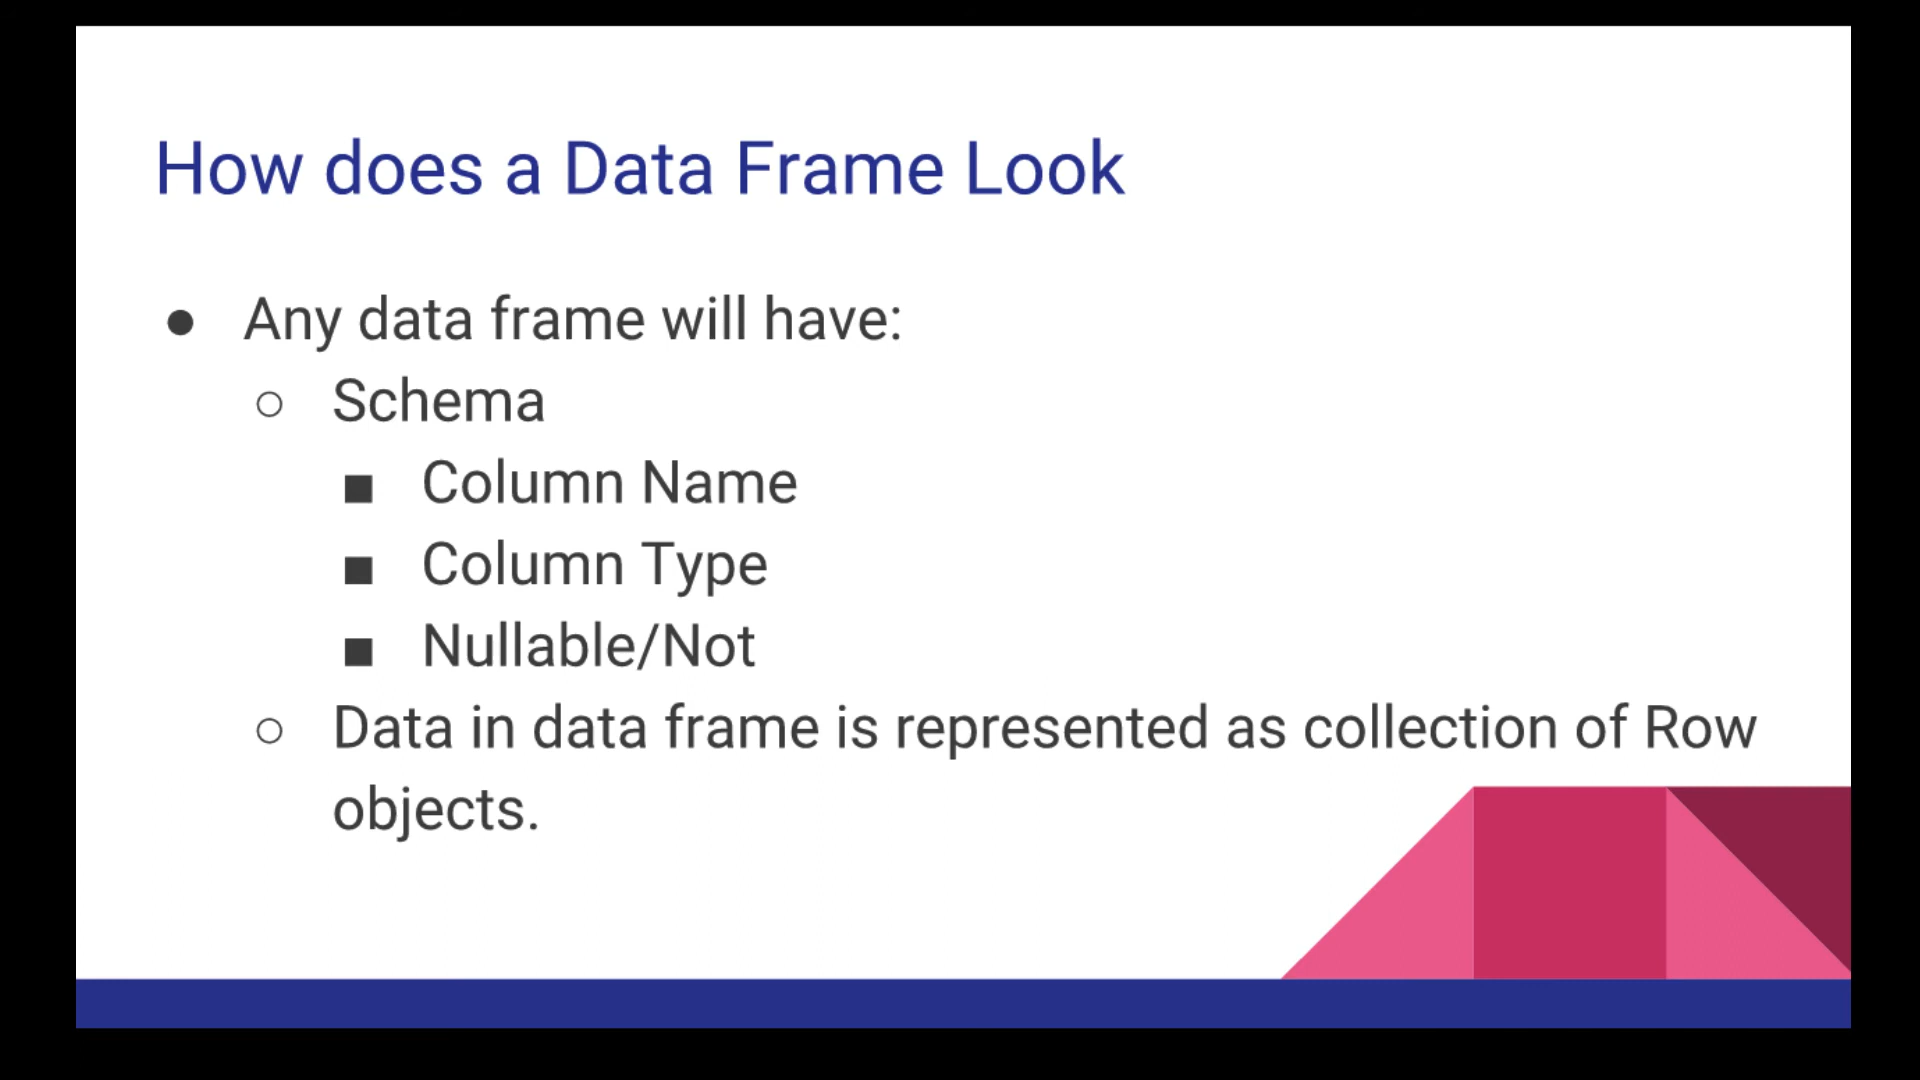 How does a Data Frame Look
● Any data frame will have:
○ Schema
■ Column Name
■ Column Type
■ Nullable/Not
○ Data in data frame is represented as collection of Row
objects.